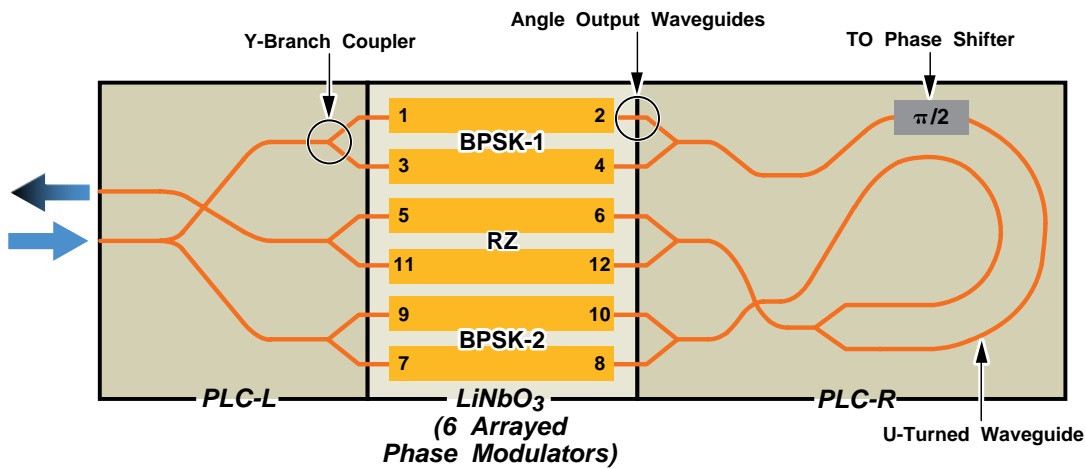 Angle Output Waveguides
Y-Branch Coupler
TO Phase Shifter
1 2
BPSK-1
π/2
3 4
5 6
RZ
11 12
9 10
BPSK-2
7 8
PLC-L
LiNbO3
PLC-R
(6 Arrayed
Phase Modulators)
U-Turned Waveguide